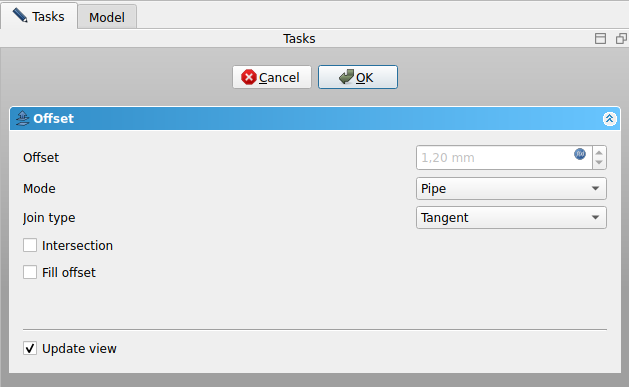 Tasks
Model
Tasks
Cancel
OK
Offset
Offset
1,20 mm
f(x)
Mode
Pipe
Join type
Tangent
Intersection
Fill offset
Update view